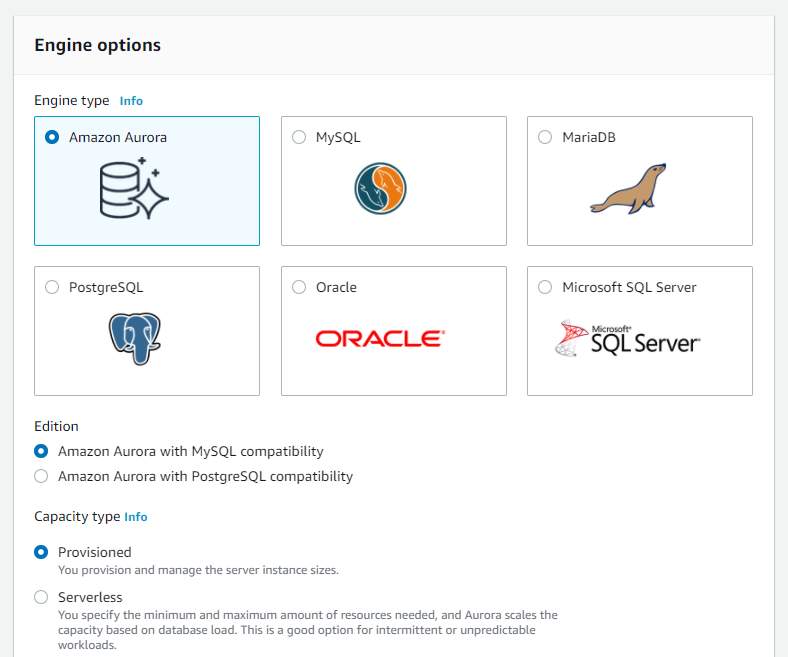 Engine options
Engine type Info
Amazon Aurora
MySQL
MariaDB
PostgreSQL
Oracle
ORACLE®
Microsoft SQL Server
Microsoft®
SQL Server®
Edition
Amazon Aurora with MySQL compatibility
Amazon Aurora with PostgreSQL compatibility
Capacity type Info
Provisioned
You provision and manage the server instance sizes.
Serverless
You specify the minimum and maximum amount of resources needed, and Aurora scales the
capacity based on database load. This is a good option for intermittent or unpredictable
workloads.